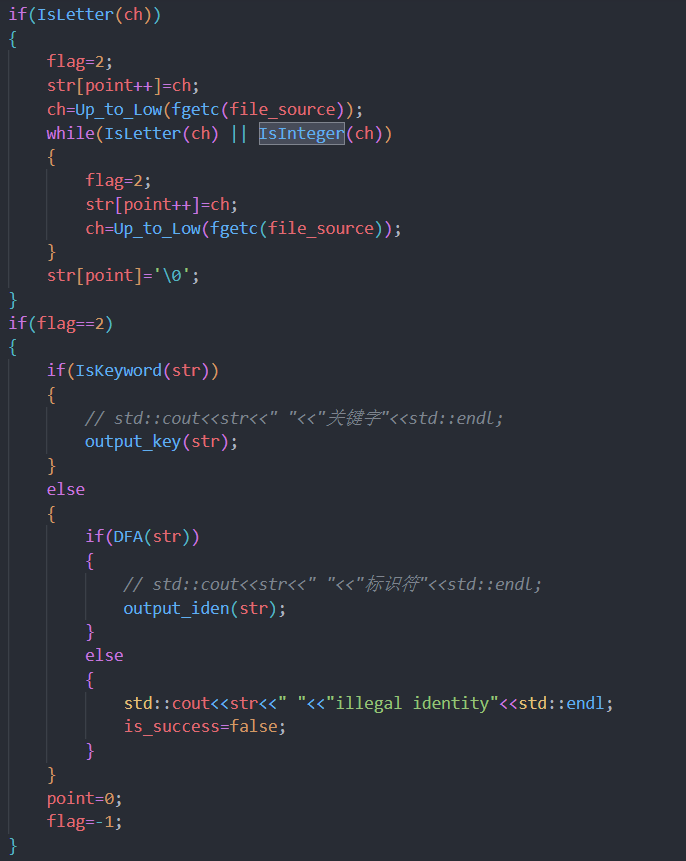 if(IsLetter(ch))
{
    flag=2;
    str[point++]=ch;
    ch=Up_to_Low(fgetc(file_source));
    while(IsLetter(ch) || IsInteger(ch))
    {
        flag=2;
        str[point++]=ch;
        ch=Up_to_Low(fgetc(file_source));
    }
    str[point]='\0';
}
if(flag==2)
{
    if(IsKeyword(str))
    {
        // std::cout<<str<<" "<<"关键字"<<std::endl;
        output_key(str);
    }
    else
    {
        if(DFA(str))
        {
            // std::cout<<str<<" "<<"标识符"<<std::endl;
            output_iden(str);
        }
        else
        {
            std::cout<<str<<" "<<"illegal identity"<<std::endl;
            is_success=false;
        }
    }
    point=0;
    flag=-1;
}